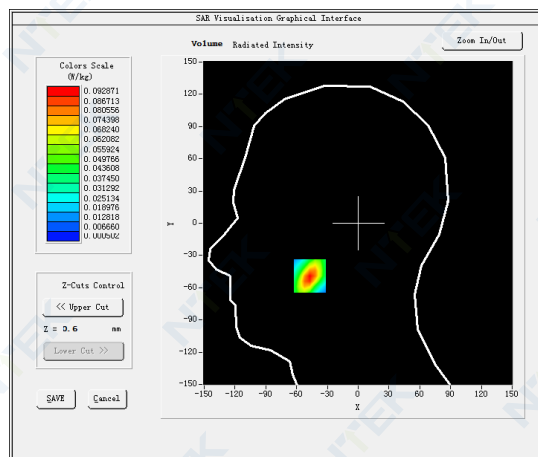 SAR Visualisation Graphical Interface
Volume Radiated Intensity
Zoom In/Out
Colors Scale
(W/kg)
0.092871
0.086713
0.080556
0.074398
0.068240
0.062082
0.055924
0.049766
0.043608
0.037450
0.031292
0.025134
0.018976
0.012818
0.006660
0.000502
150
120
90
60
30
0
-30
-60
-90
-120
-150
Y
-150 -120 -90 -60 -30 0 30 60 90 120 150
X
Z-Cuts Control
<< Upper Cut
Z = 0.6 mm
Lower Cut >>
SAVE
Cancel
NTEK